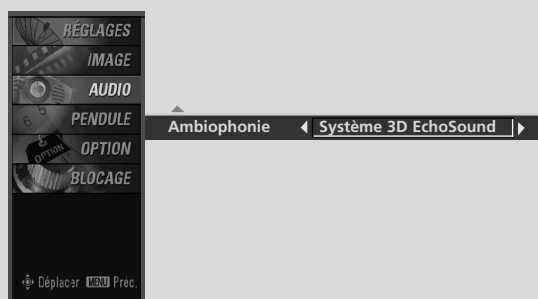 RÉGLAGES
IMAGE
AUDIO
PENDULE
OPTION
BLOCAGE
Ambiophonie Système 3D EchoSound
Déplacer MENU Préc.